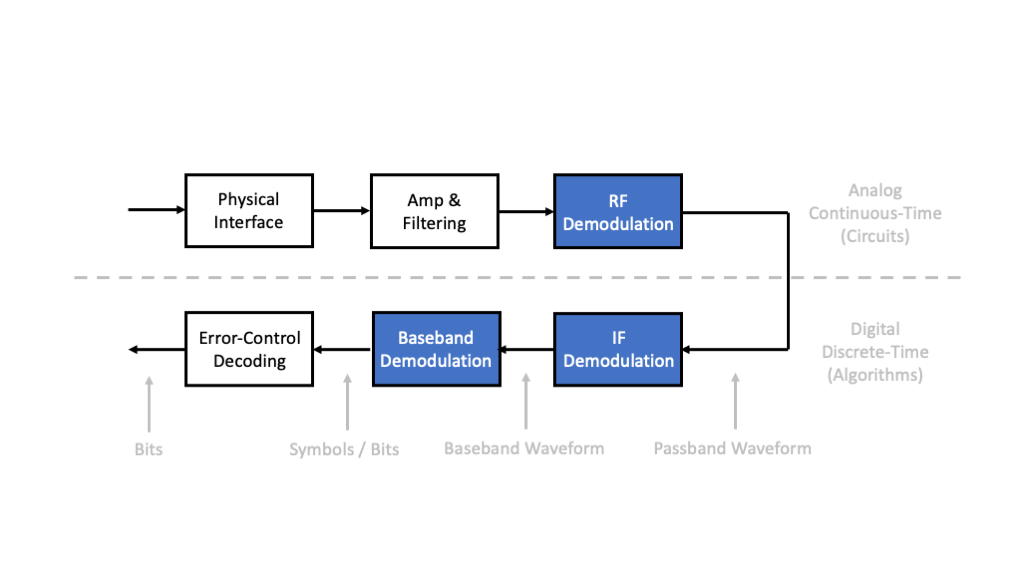 Physical
Interface
Amp &
Filtering
RF
Demodulation
Analog
Continuous-Time
(Circuits)
Error-Control
Decoding
Baseband
Demodulation
IF
Demodulation
Digital
Discrete-Time
(Algorithms)
Bits
Symbols / Bits
Baseband Waveform
Passband Waveform